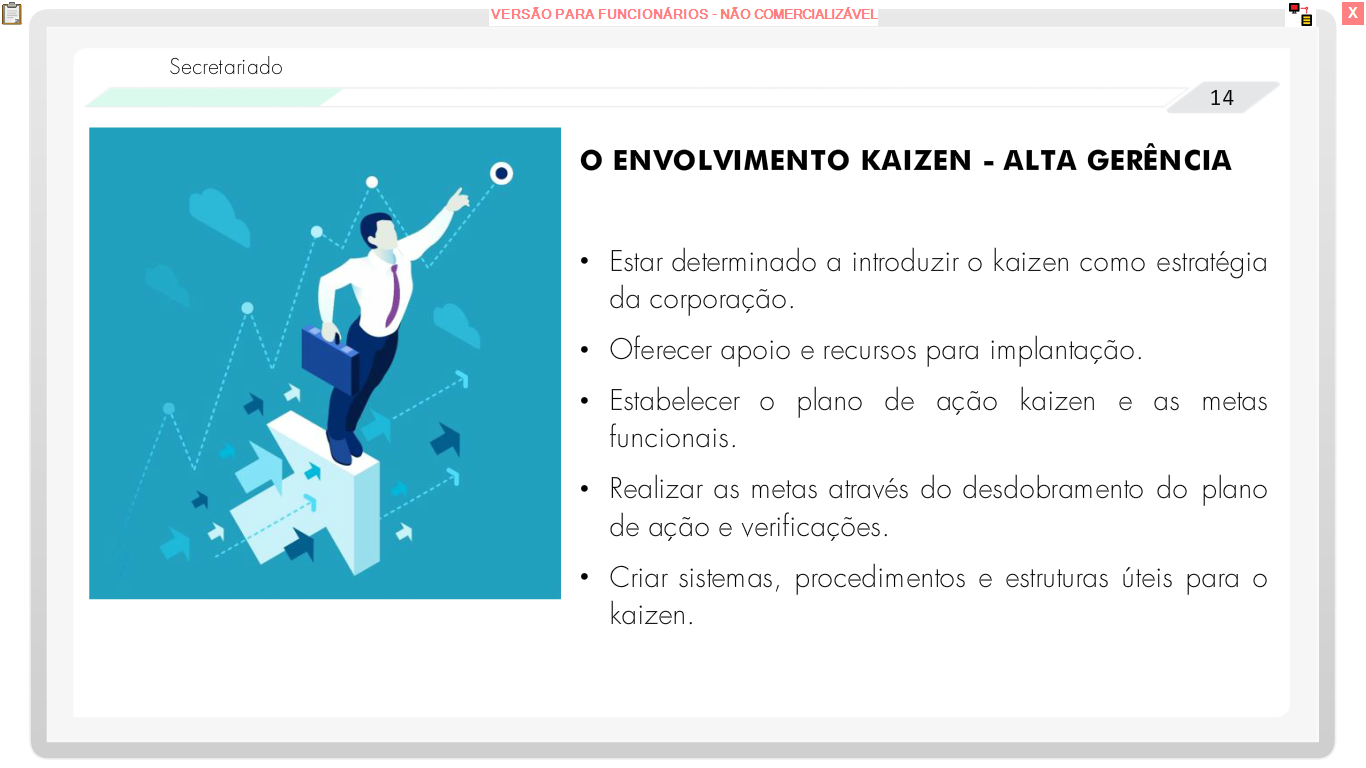 VERSÃO PARA FUNCIONÁRIOS - NÃO COMERCIALIZÁVEL
X
Secretariado
14
O ENVOLVIMENTO KAIZEN - ALTA GERÊNCIA
• Estar determinado a introduzir o kaizen como estratégia
da corporação.
• Oferecer apoio e recursos para implantação.
• Estabelecer o plano de ação kaizen e as metas
funcionais.
• Realizar as metas através do desdobramento do plano
de ação e verificações.
• Criar sistemas, procedimentos e estruturas úteis para o
kaizen.